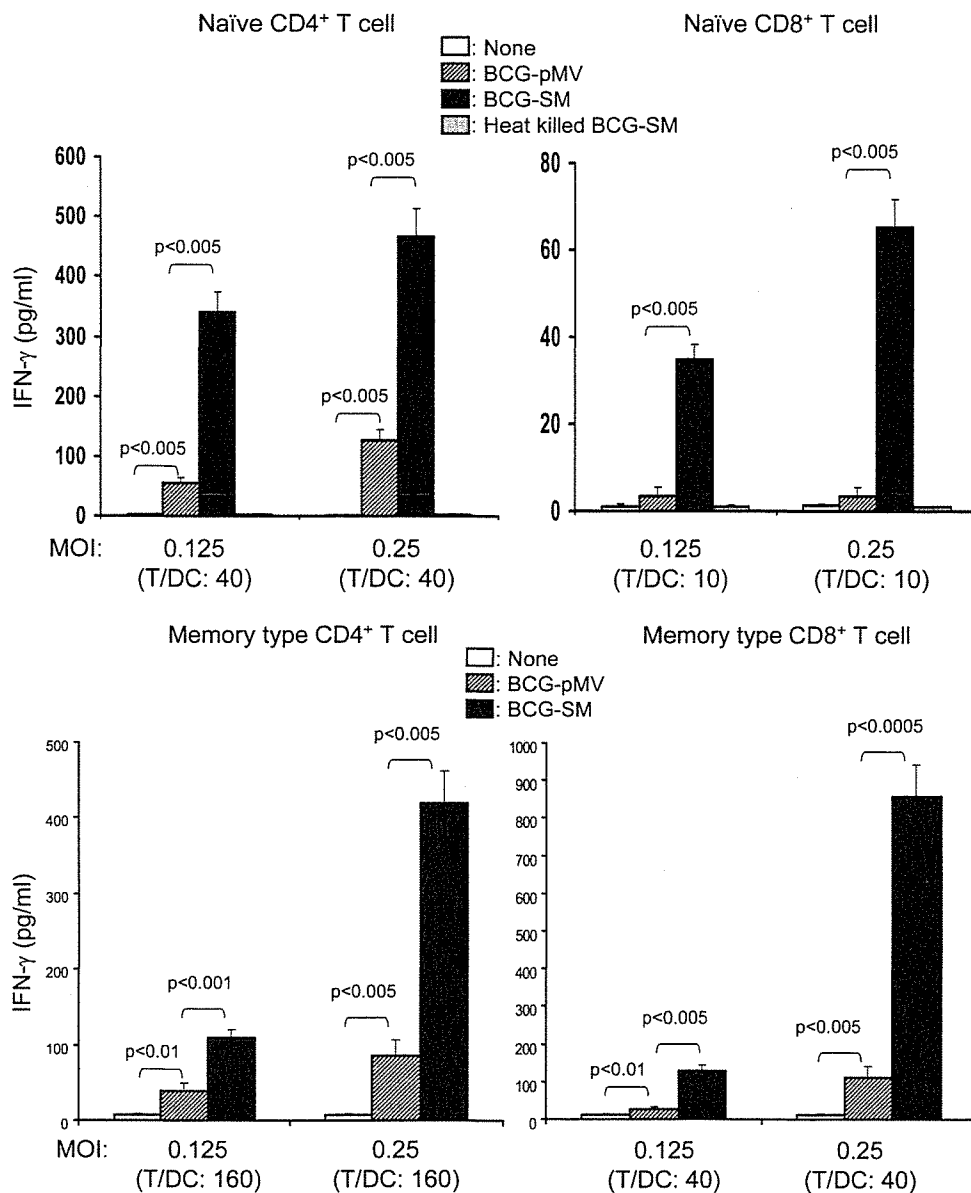 Naïve CD4+ T cell
Naïve CD8+ T cell
: None
: BCG-pMV
: BCG-SM
: Heat killed BCG-SM
IFN-γ (pg/ml)
600
500
400
300
200
100
0
p<0.005
p<0.005
p<0.005
p<0.005
MOI:
0.125
(T/DC: 40)
0.25
(T/DC: 40)
80
60
40
20
0
p<0.005
p<0.005
0.125
(T/DC: 10)
0.25
(T/DC: 10)
Memory type CD4+ T cell
Memory type CD8+ T cell
: None
: BCG-pMV
: BCG-SM
IFN-γ (pg/ml)
500
400
300
200
100
0
p<0.01
p<0.001
p<0.005
p<0.005
MOI:
0.125
(T/DC: 160)
0.25
(T/DC: 160)
1000
900
800
700
600
500
400
300
200
100
0
p<0.01
p<0.005
p<0.005
p<0.0005
0.125
(T/DC: 40)
0.25
(T/DC: 40)